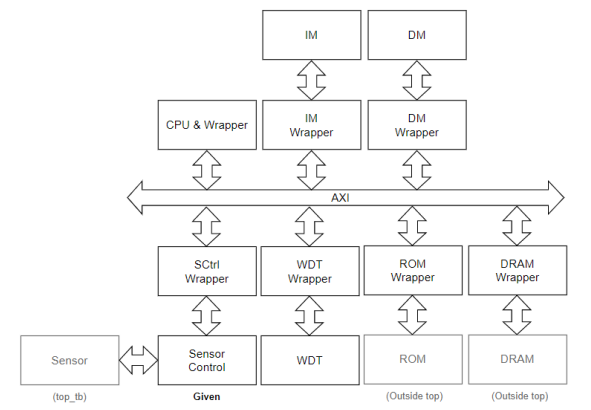 IM
DM
CPU & Wrapper
IM
Wrapper
DM
Wrapper
AXI
SCtrl
Wrapper
WDT
Wrapper
ROM
Wrapper
DRAM
Wrapper
Sensor
Sensor
Control
WDT
ROM
DRAM
(top_tb)
Given
(Outside top)
(Outside top)